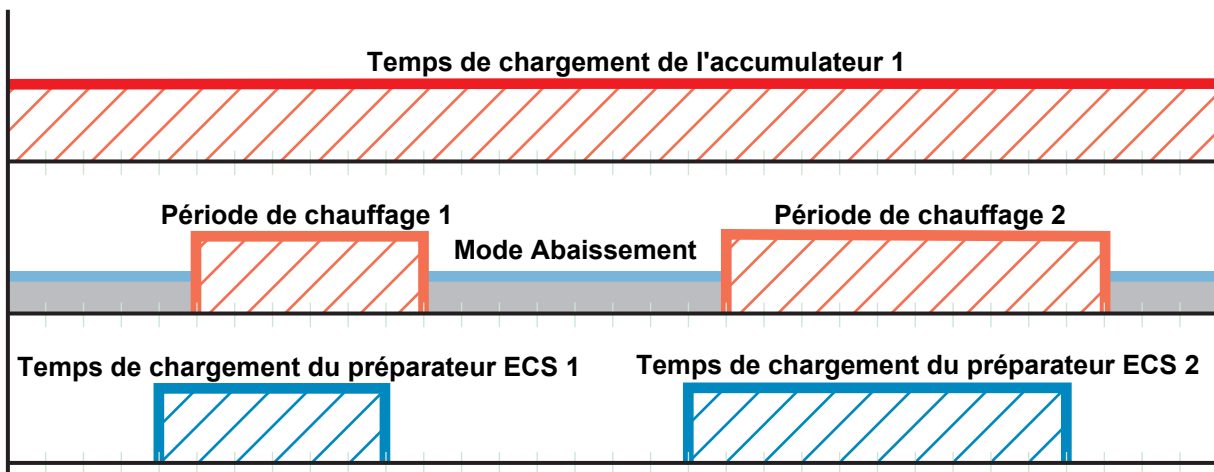 Temps de chargement de l'accumulateur 1
Période de chauffage 1
Période de chauffage 2
Mode Abaissement
Temps de chargement du préparateur ECS 1
Temps de chargement du préparateur ECS 2